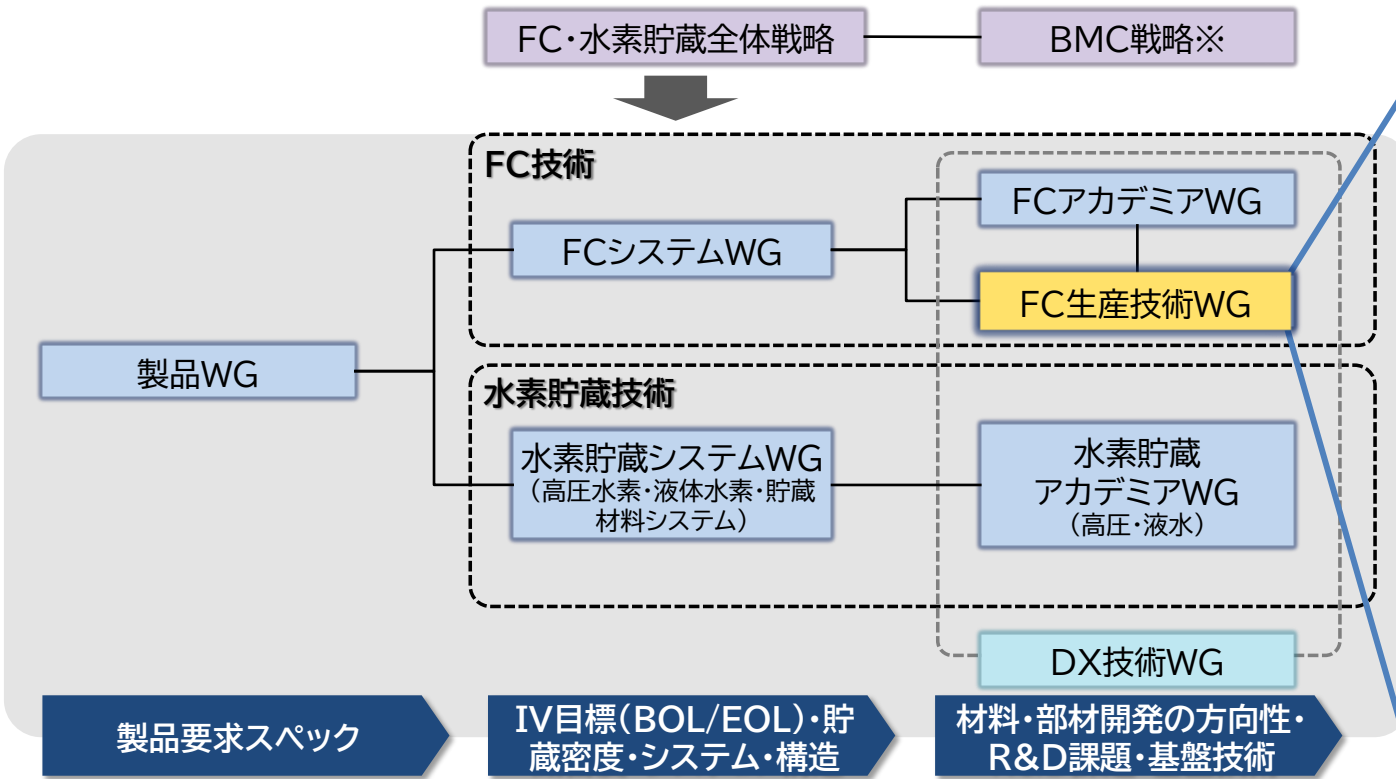 FC・水素貯蔵全体戦略
BMC戦略※
FC技術
FCシステムWG
FCアカデミアWG
FC生産技術WG
製品WG
水素貯蔵技術
水素貯蔵システムWG
（高圧水素・液体水素・貯蔵
材料システム）
水素貯蔵
アカデミアWG
（高圧・液水）
DX技術WG
製品要求スペック
IV目標(BOL/EOL)・貯
蔵密度・システム・構造
材料・部材開発の方向性・
R&D課題・基盤技術